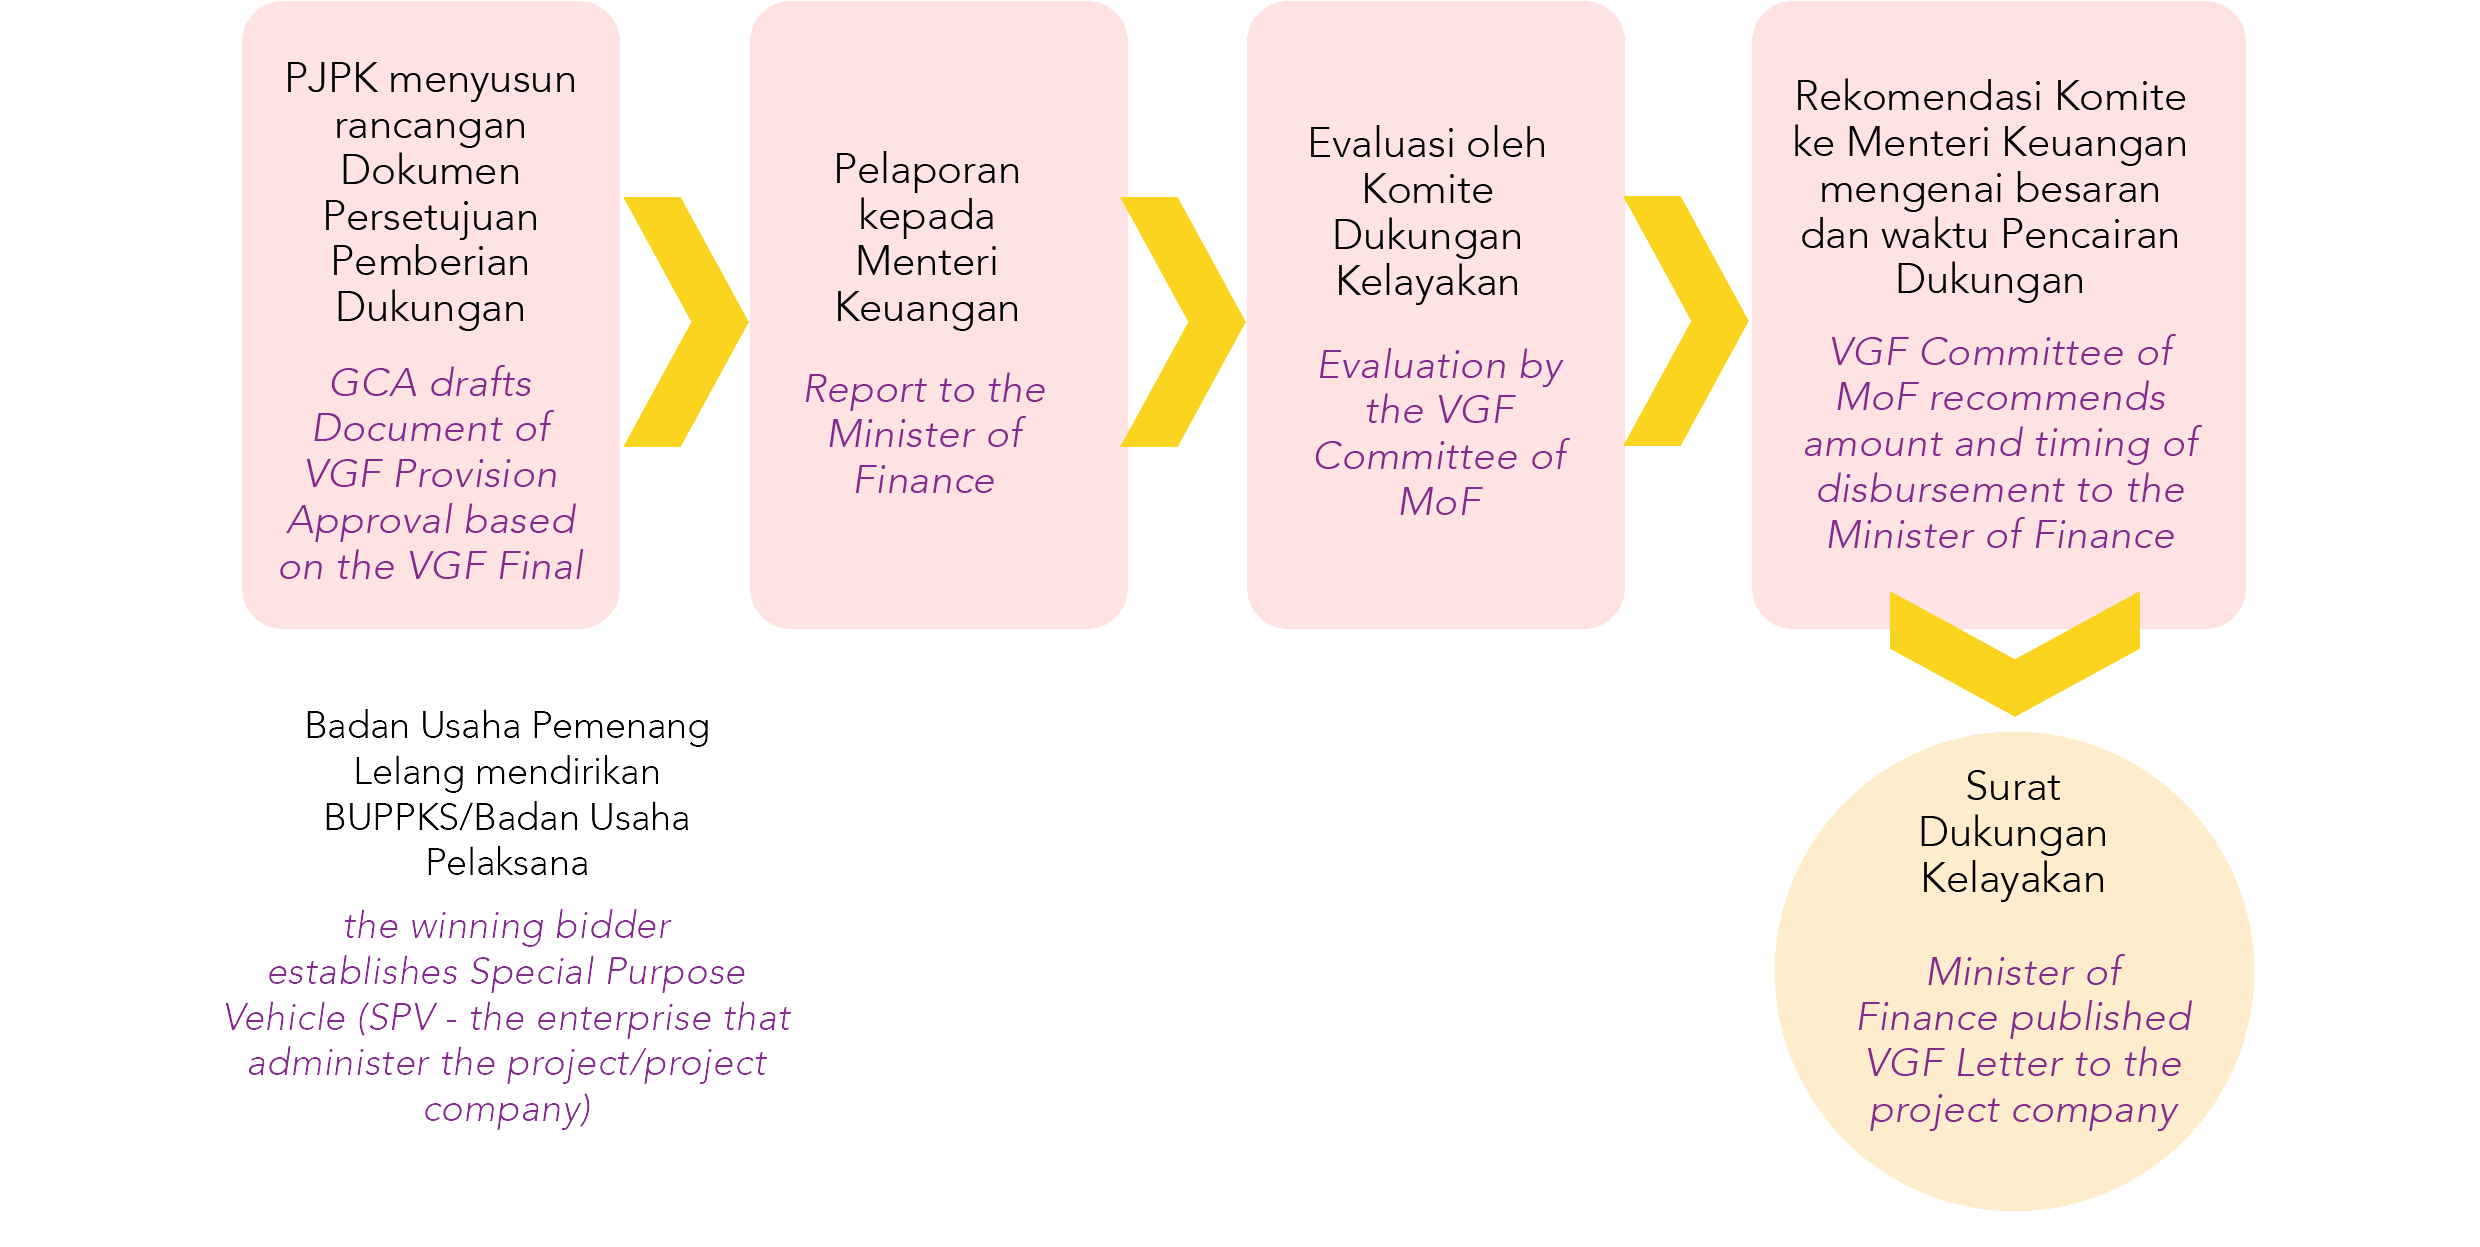 PJPK menyusun
rancangan
Dokumen
Persetujuan
Pemberian
Dukungan
GCA drafts
Document of
VGF Provision
Approval based
on the VGF Final
Pelaporan
kepada
Menteri
Keuangan
Report to the
Minister of
Finance
Evaluasi oleh
Komite
Dukungan
Kelayakan
Evaluation by
the VGF
Committee of
MoF
Rekomendasi Komite
ke Menteri Keuangan
mengenai besaran
dan waktu Pencairan
Dukungan
VGF Committee of
MoF recommends
amount and timing of
disbursement to the
Minister of Finance
Badan Usaha Pemenang
Lelang mendirikan
BUPPKS/Badan Usaha
Pelaksana
the winning bidder
establishes Special Purpose
Vehicle (SPV - the enterprise that
administer the project/project
company)
Surat
Dukungan
Kelayakan
Minister of
Finance published
VGF Letter to the
project company